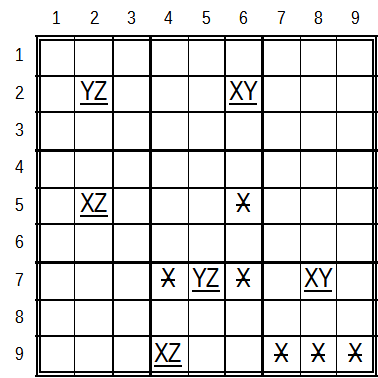 1 2 3 4 5 6 7 8 9
1
2 YZ XY
3
4
5 XZ X
6
7 X YZ X XY
8
9 XZ X X X